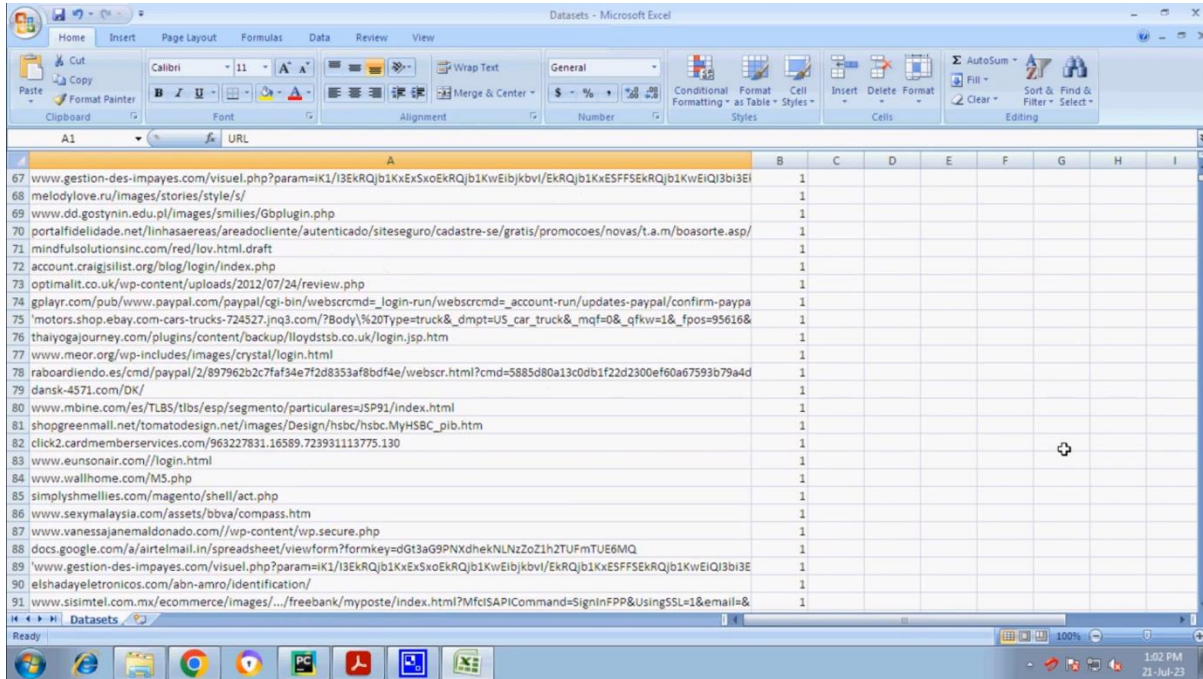 Datasets - Microsoft Excel
Home Insert Page Layout Formulas Data Review View
Paste
Cut
Copy
Format Painter
Clipboard
Calibri 11
Font
Wrap Text
Merge & Center
Alignment
General
Number
Conditional Formatting
Format as Table
Cell Styles
Styles
Insert Delete Format
Cells
AutoSum
Fill
Clear
Sort & Filter
Find & Select
Editing
A1 fx URL
A B C D E F G H I
67 www.gestion-des-impayes.com/visuel.php?param=
1
68 melodylove.ru/images/stories/style/s/ 1
69 www.dd.gostynin.edu.pl/images/smilies/Gbplugin.php 1
70 portalfidelidade.net/linhasaereas/areadocliente/autenticado/siteseguro/cadastre-se/gratis/promocoes/novas/t.a.m/boasorte.asp/ 1
71 mindfulsolutionsinc.com/red/lov.html.draft 1
72 account.craigjsilist.org/blog/login/index.php 1
73 optimalit.co.uk/wp-content/uploads/2012/07/24/review.php 1
74 gplayr.com/pub/www.paypal.com/paypal/cgi-bin/webscrcmd=_login-run/webscrcmd=_account-run/updates-paypal/confirm-paypa 1
75 'motors.shop.ebay.com-cars-trucks-724527.jnq3.com/?Body\%20Type=truck&_dmpt=US_car_truck&_mqf=0&_qfkw=1&_fpos=95616& 1
76 thaiyogajourney.com/plugins/content/backup/lloydstsb.co.uk/login.jsp.htm 1
77 www.meor.org/wp-includes/images/crystal/login.html 1
78 raboardiendo.es/cmd/paypal/2/897962b2c7faf34e7f2d8353af8bdf4e/webscr.html?cmd=5885d80a13c0db1f22d2300ef60a67593b79a4d 1
79 dansk-4571.com/DK/ 1
80 www.mbine.com/es/TLBS/tlbs/esp/segmento/particulares=JSP91/index.html 1
81 shopgreenmall.net/tomatodesign.net/images/Design/hsbc/hsbc.MyHSBC_pib.htm 1
82 click2.cardmemberservices.com/963227831.16589.723931113775.130 1
83 www.eunsonair.com//login.html 1
84 www.wallhome.com/M5.php 1
85 simplyshmellies.com/magento/shell/act.php 1
86 www.sexymalaysia.com/assets/bbva/compass.htm 1
87 www.vanessajanemaldonado.com//wp-content/wp.secure.php 1
88 docs.google.com/a/airtelmail.in/spreadsheet/viewform?formkey=dGt3aG9PNXdhekNLNzZoZ1h2TUFmTUE6MQ 1
89 'www.gestion-des-impayes.com/visuel.php?param=
1
90 elshadayeletronicos.com/abn-amro/identification/ 1
91 www.sisimtel.com.mx/ecommerce/images/.../freebank/myposte/index.html?MfcISAPICommand=SignInFPP&UsingSSL=1&email=& 1
Datasets
Ready 100%
PC
1:02 PM
21-Jul-23